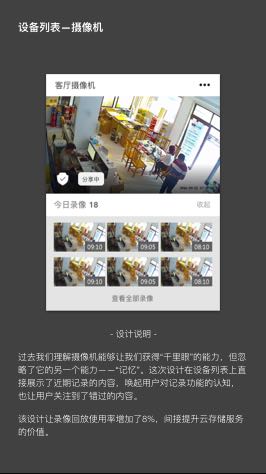 设备列表—摄像机
客厅摄像机
分享中
今日录像 18
收起
09:10 09:05 08:10
09:10 09:05 08:10
查看全部录像
- 设计说明 -
过去我们理解摄像机能够让我们获得“千里眼”的能力，但忽
略了它的另一个能力——“记忆”。这次设计在设备列表上直
接展示了近期记录的内容，唤起用户对记录功能的认知，
也让用户关注到了错过的内容。
该设计让录像回放使用率增加了8%，间接提升云存储服务
的价值。